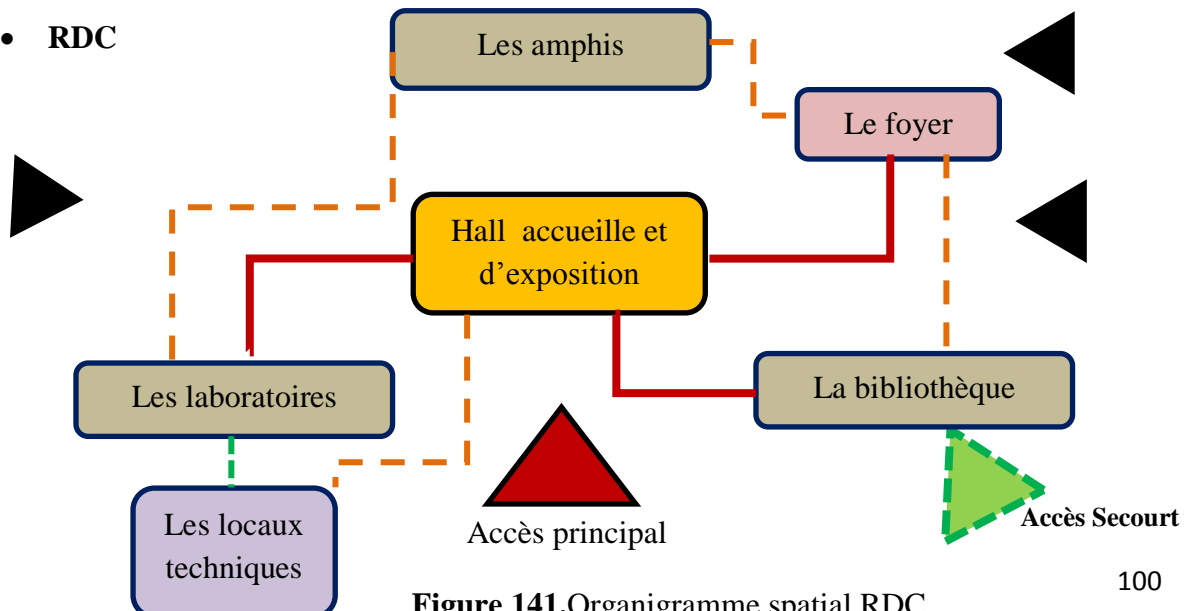 • RDC
Les amphis
Le foyer
Hall accueille et
d’exposition
Les laboratoires
La bibliothèque
Les locaux
techniques
Accès principal
Accès Secourt
Figure 141.Organigramme spatial RDC
100